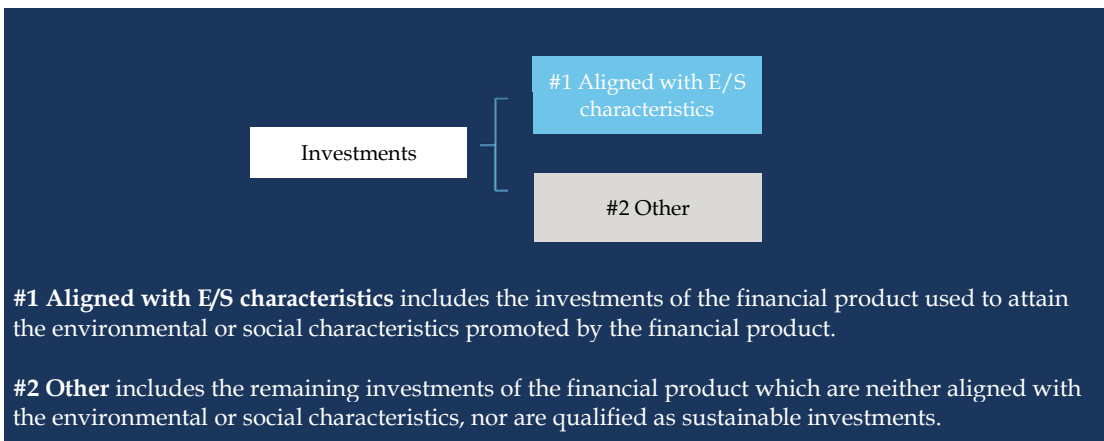 #1 Aligned with E/S
characteristics
Investments
#2 Other
#1 Aligned with E/S characteristics includes the investments of the financial product used to attain
the environmental or social characteristics promoted by the financial product.
#2 Other includes the remaining investments of the financial product which are neither aligned with
the environmental or social characteristics, nor are qualified as sustainable investments.